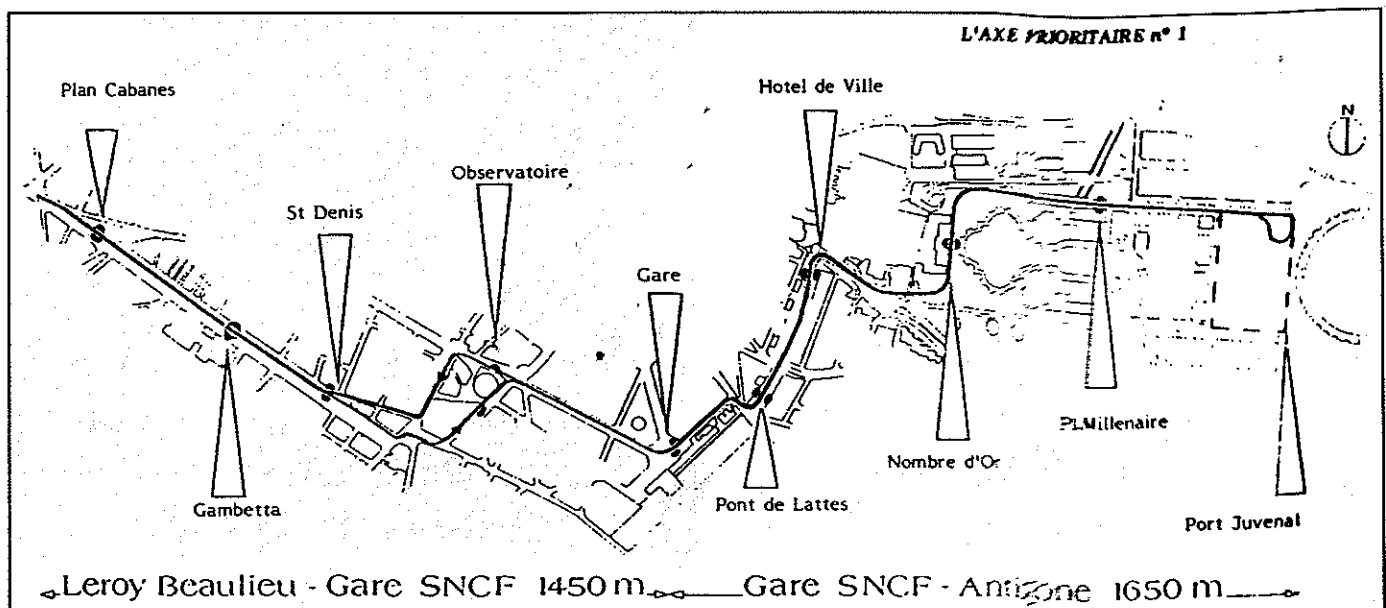 L'AXE PRIORITAIRE n° 1
Plan Cabanes
Hotel de Ville
N
Observatoire
St Denis
Gare
Gambetta
Pont de Lattes
Nombre d'Or
Pl.Millenaire
Port Juvenal
Leroy Beaulieu - Gare SNCF 1450 m
Gare SNCF - Antigone 1650 m